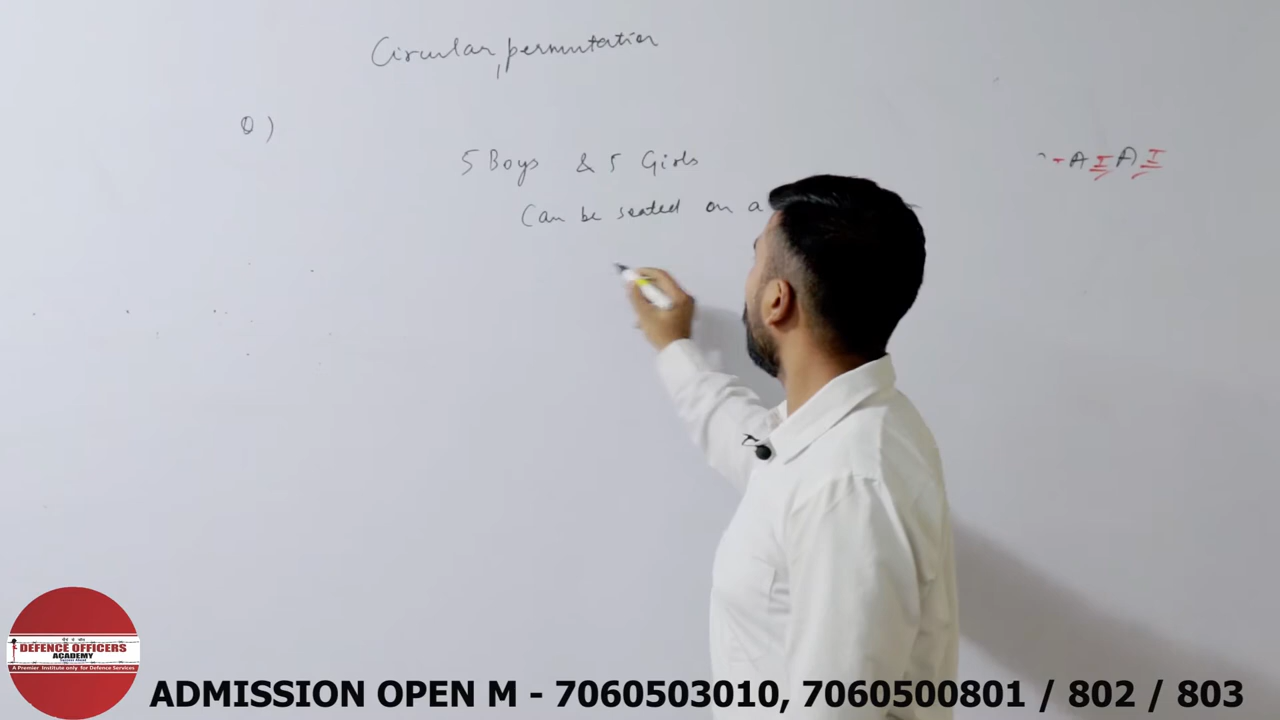 Circular permutation
Q)
5 Boys & 5 Girls
Can be seated on a
A I A I
DEFENCE OFFICERS
ACADEMY
A Premier Institute only for Defence Services
ADMISSION OPEN M - 7060503010, 7060500801 / 802 / 803